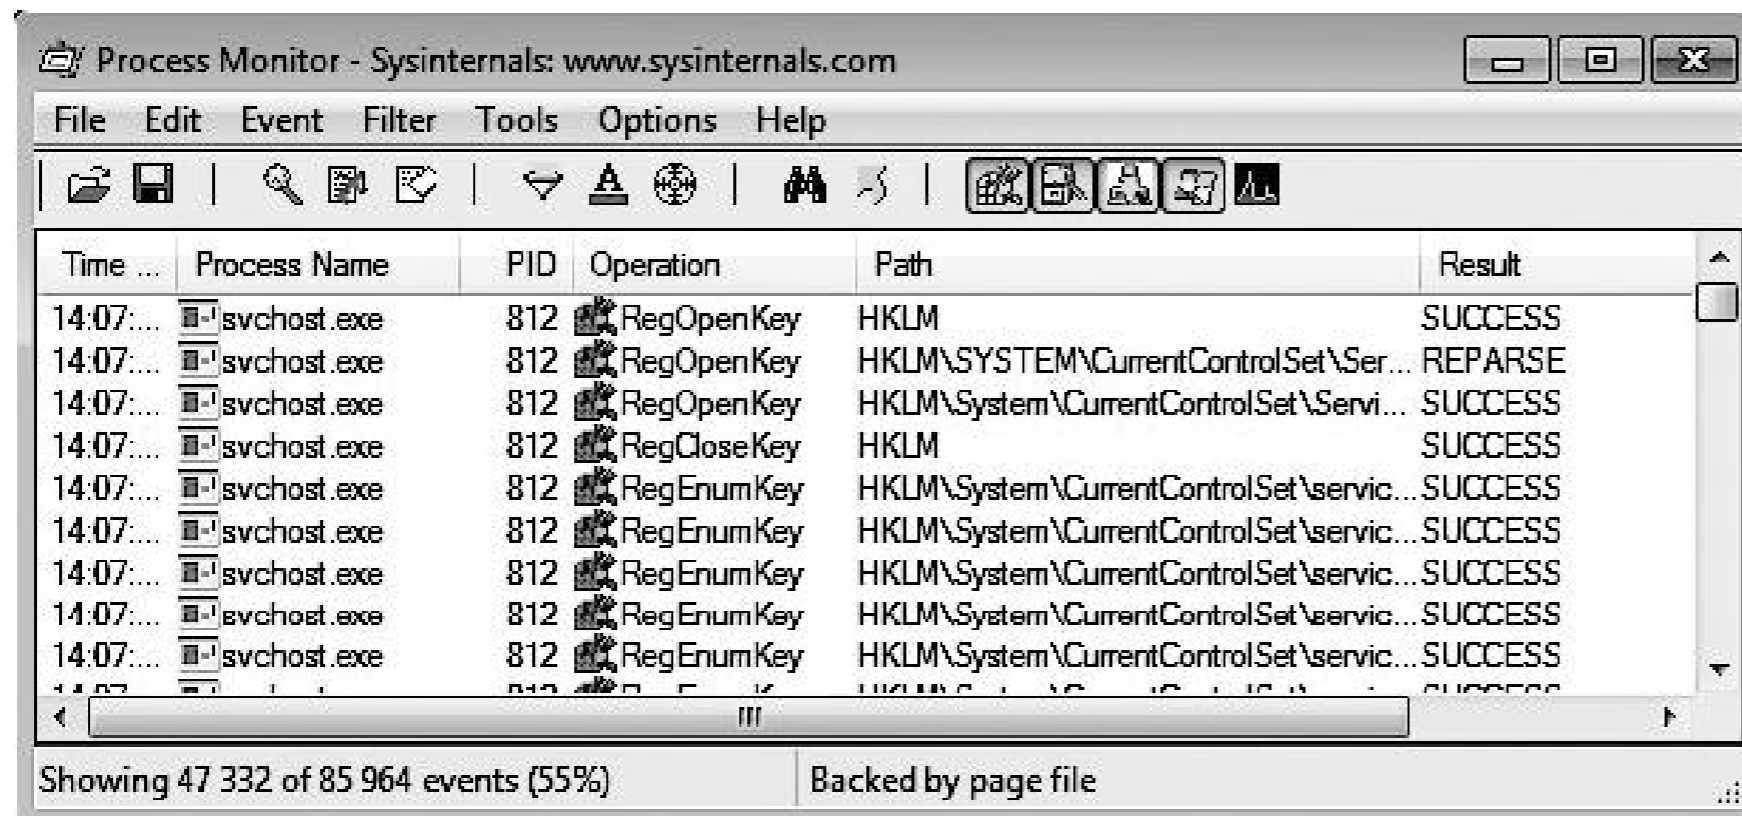 Process Monitor - Sysinternals: www.sysinternals.com
File Edit Event Filter Tools Options Help
Time ... Process Name PID Operation Path Result
14:07:... svchost.exe 812 RegOpenKey HKLM SUCCESS
14:07:... svchost.exe 812 RegOpenKey HKLM\SYSTEM\CurrentControlSet\Ser... REPARSE
14:07:... svchost.exe 812 RegOpenKey HKLM\System\CurrentControlSet\Servi... SUCCESS
14:07:... svchost.exe 812 RegCloseKey HKLM SUCCESS
14:07:... svchost.exe 812 RegEnumKey HKLM\System\CurrentControlSet\servic... SUCCESS
14:07:... svchost.exe 812 RegEnumKey HKLM\System\CurrentControlSet\servic... SUCCESS
14:07:... svchost.exe 812 RegEnumKey HKLM\System\CurrentControlSet\servic... SUCCESS
14:07:... svchost.exe 812 RegEnumKey HKLM\System\CurrentControlSet\servic... SUCCESS
14:07:... svchost.exe 812 RegEnumKey HKLM\System\CurrentControlSet\servic... SUCCESS
Showing 47 332 of 85 964 events (55%) Backed by page file